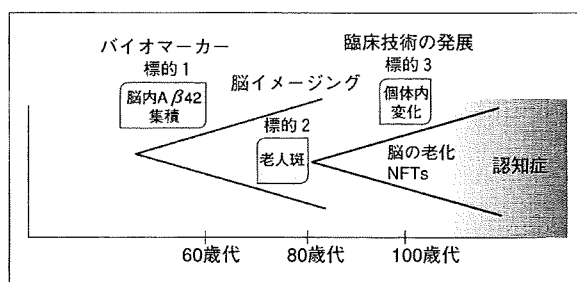 バイオマーカー
標的1
脳内Aβ42
集積
脳イメージング
標的2
老人斑
臨床技術の発展
標的3
個体内
変化
脳の老化
NFTs
認知症
60歳代
80歳代
100歳代